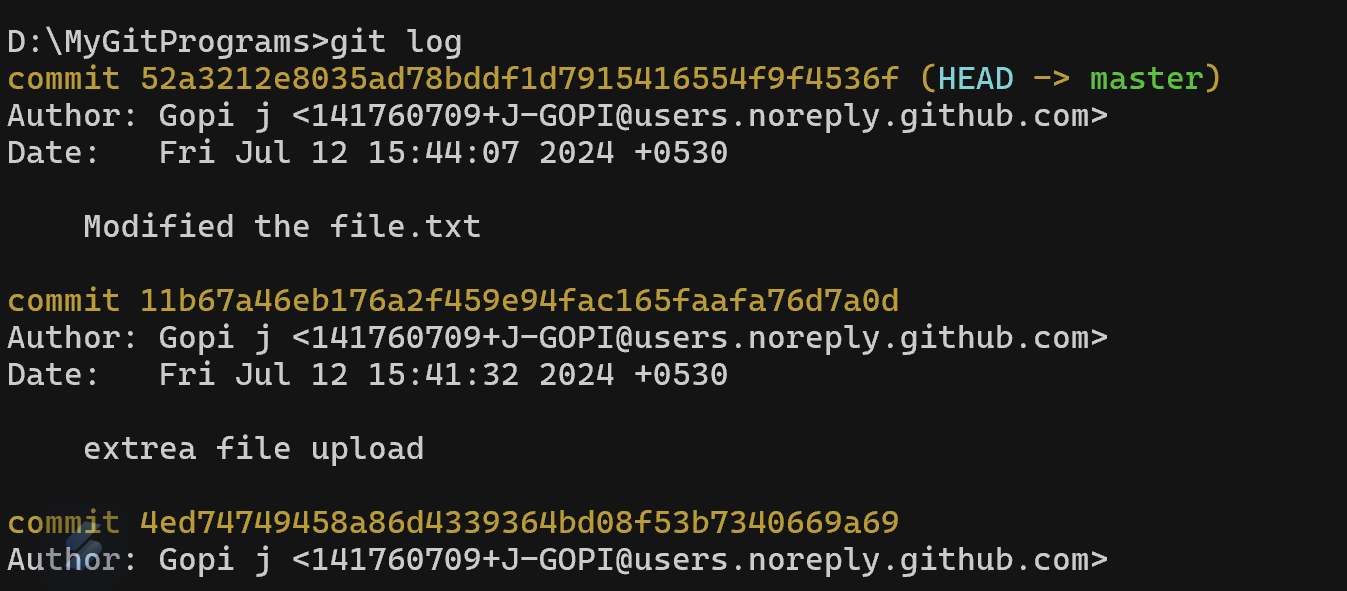 D:\MyGitPrograms>git log
commit 52a3212e8035ad78bddf1d7915416554f9f4536f (HEAD -> master)
Author: Gopi j <141760709+J-GOPI@users.noreply.github.com>
Date:   Fri Jul 12 15:44:07 2024 +0530
Modified the file.txt
commit 11b67a46eb176a2f459e94fac165faafa76d7a0d
Author: Gopi j <141760709+J-GOPI@users.noreply.github.com>
Date:   Fri Jul 12 15:41:32 2024 +0530
extrea file upload
commit 4ed74749458a86d4339364bd08f53b7340669a69
Author: Gopi j <141760709+J-GOPI@users.noreply.github.com>